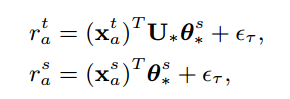 r_a^t = (x_a^t)^T U_* θ_*^s + ϵ_τ,
r_a^s = (x_a^s)^T θ_*^s + ϵ_τ,